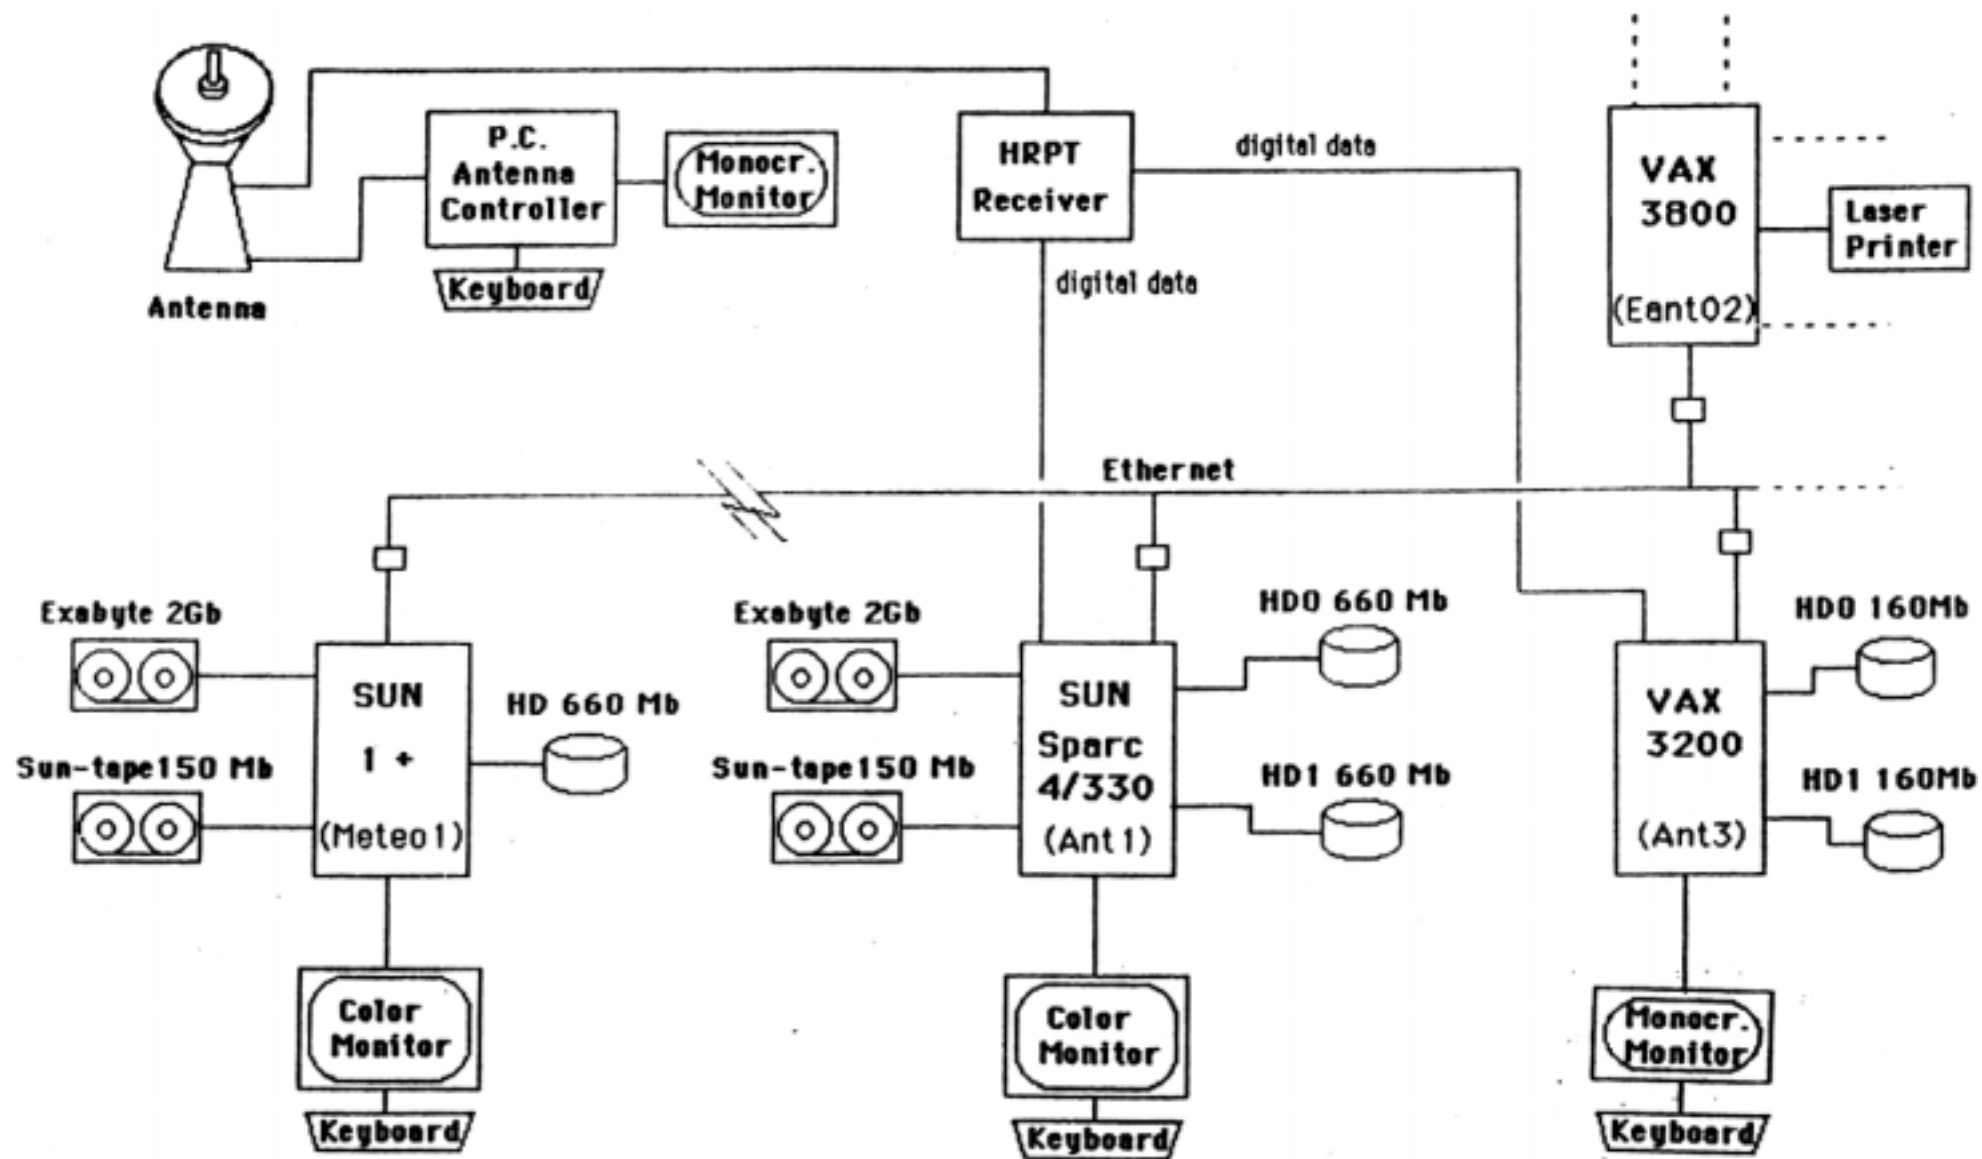 P.C.
Antenna
Controller
Monocr.
Monitor
Keyboard
Antenna
HRPT
Receiver
digital data
digital data
VAX
3800
(Eant02)
Laser
Printer
Ethernet
Exabyte 2Gb
Sun-tape150 Mb
SUN
1 +
(Meteo1)
HD 660 Mb
Color
Monitor
Keyboard
Exabyte 2Gb
Sun-tape150 Mb
SUN
Sparc
4/330
(Ant1)
HD0 660 Mb
HD1 660 Mb
Color
Monitor
Keyboard
VAX
3200
(Ant3)
HD0 160Mb
HD1 160Mb
Monocr.
Monitor
Keyboard